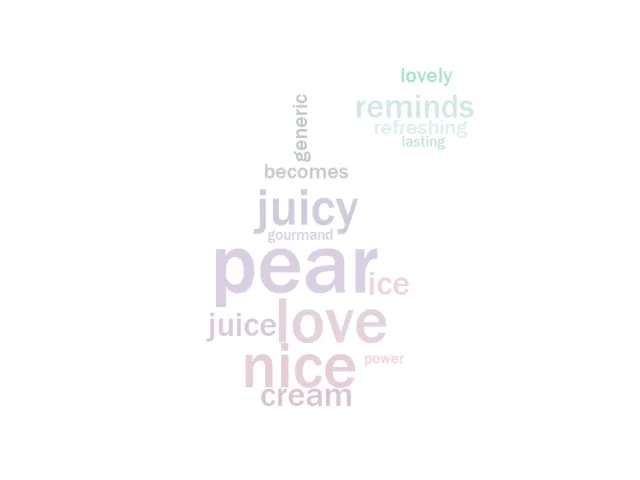 lovely
generic
reminds
refreshing
lasting
becomes
juicy
gourmand
pear
ice
juice
love
nice
power
cream